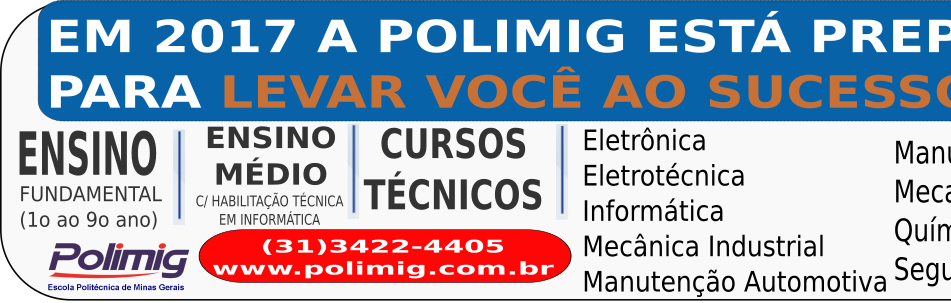 EM 2017 A POLIMIG ESTÁ
PARA LEVAR VOCÊ AO SUCESSO
ENSINO
FUNDAMENTAL
(1o ao 9o ano)
ENSINO
MÉDIO
C/ HABILITAÇÃO TÉCNICA
EM INFORMÁTICA
CURSOS
TÉCNICOS
Polimig
Escola Politécnica de Minas Gerais
(31)3422-4405
www.polimig.com.br
Eletrônica
Eletrotécnica
Informática
Mecânica Industrial
Manutenção Automotiva